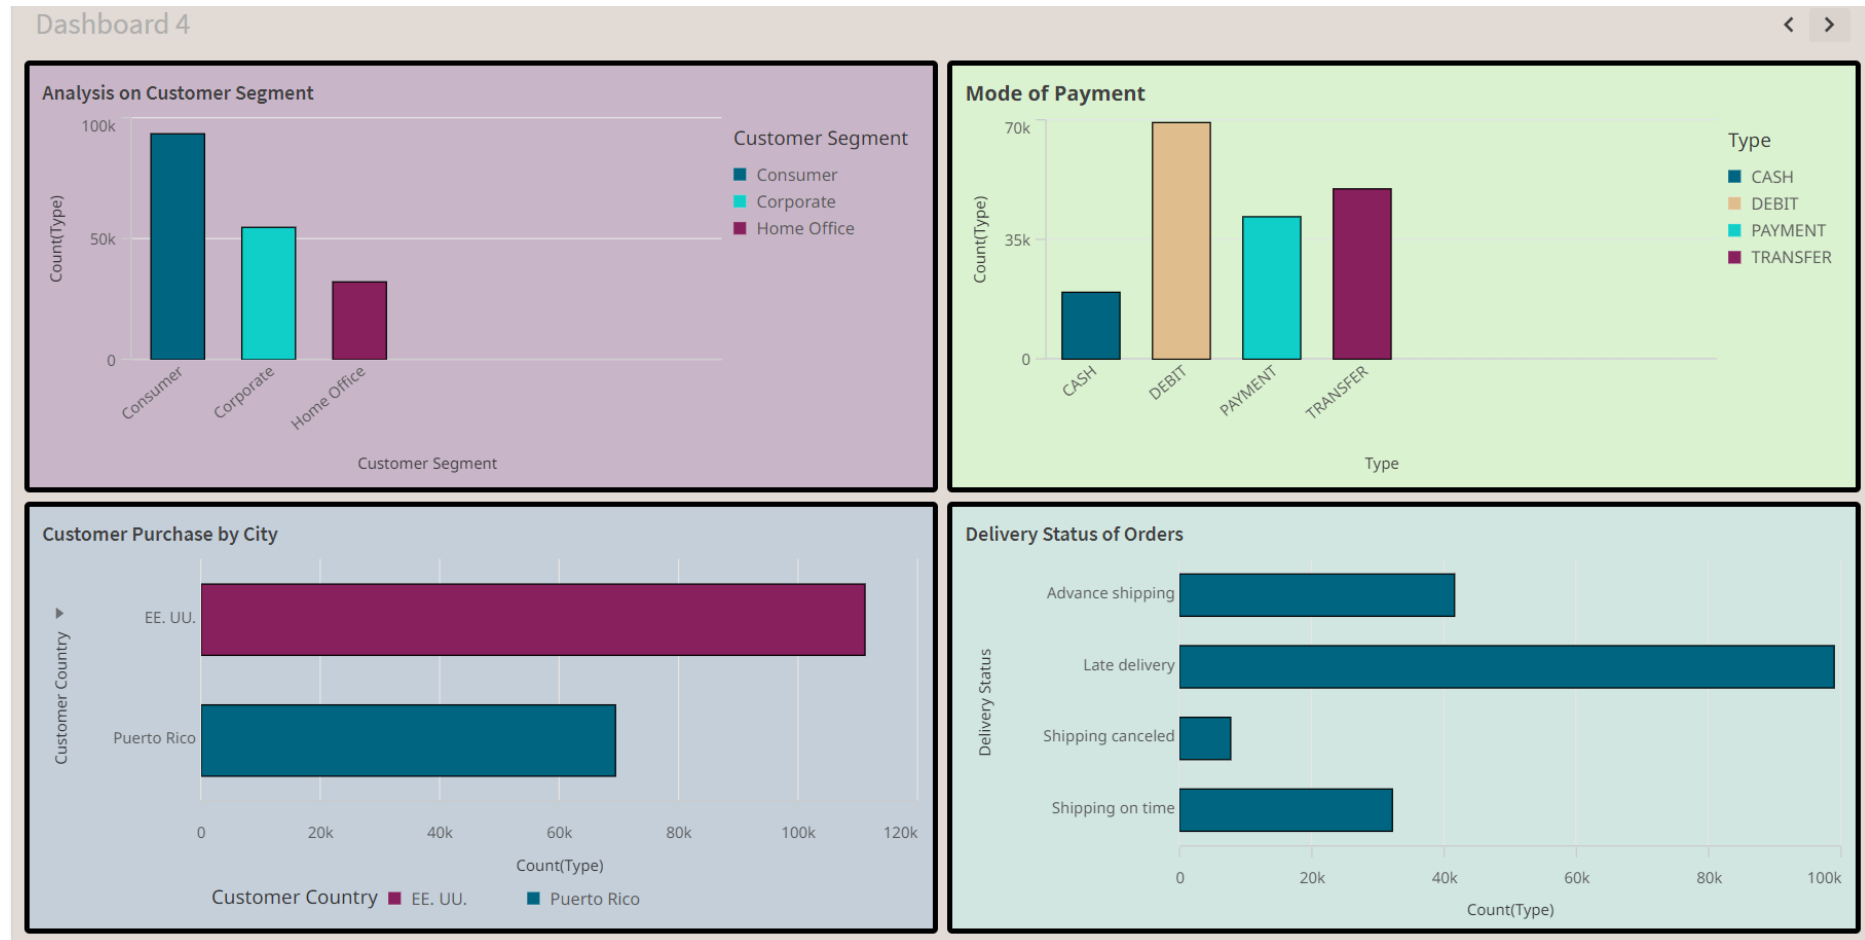 Dashboard 4
Analysis on Customer Segment
100k
50k
0
Count(Type)
Consumer
Corporate
Home Office
Customer Segment
Customer Segment
Consumer
Corporate
Home Office
Mode of Payment
70k
35k
0
Count(Type)
CASH
DEBIT
PAYMENT
TRANSFER
Type
Type
CASH
DEBIT
PAYMENT
TRANSFER
Customer Purchase by City
Customer Country
EE. UU.
Puerto Rico
0 20k 40k 60k 80k 100k 120k
Count(Type)
Customer Country EE. UU. Puerto Rico
Delivery Status of Orders
Delivery Status
Advance shipping
Late delivery
Shipping canceled
Shipping on time
0 20k 40k 60k 80k 100k
Count(Type)